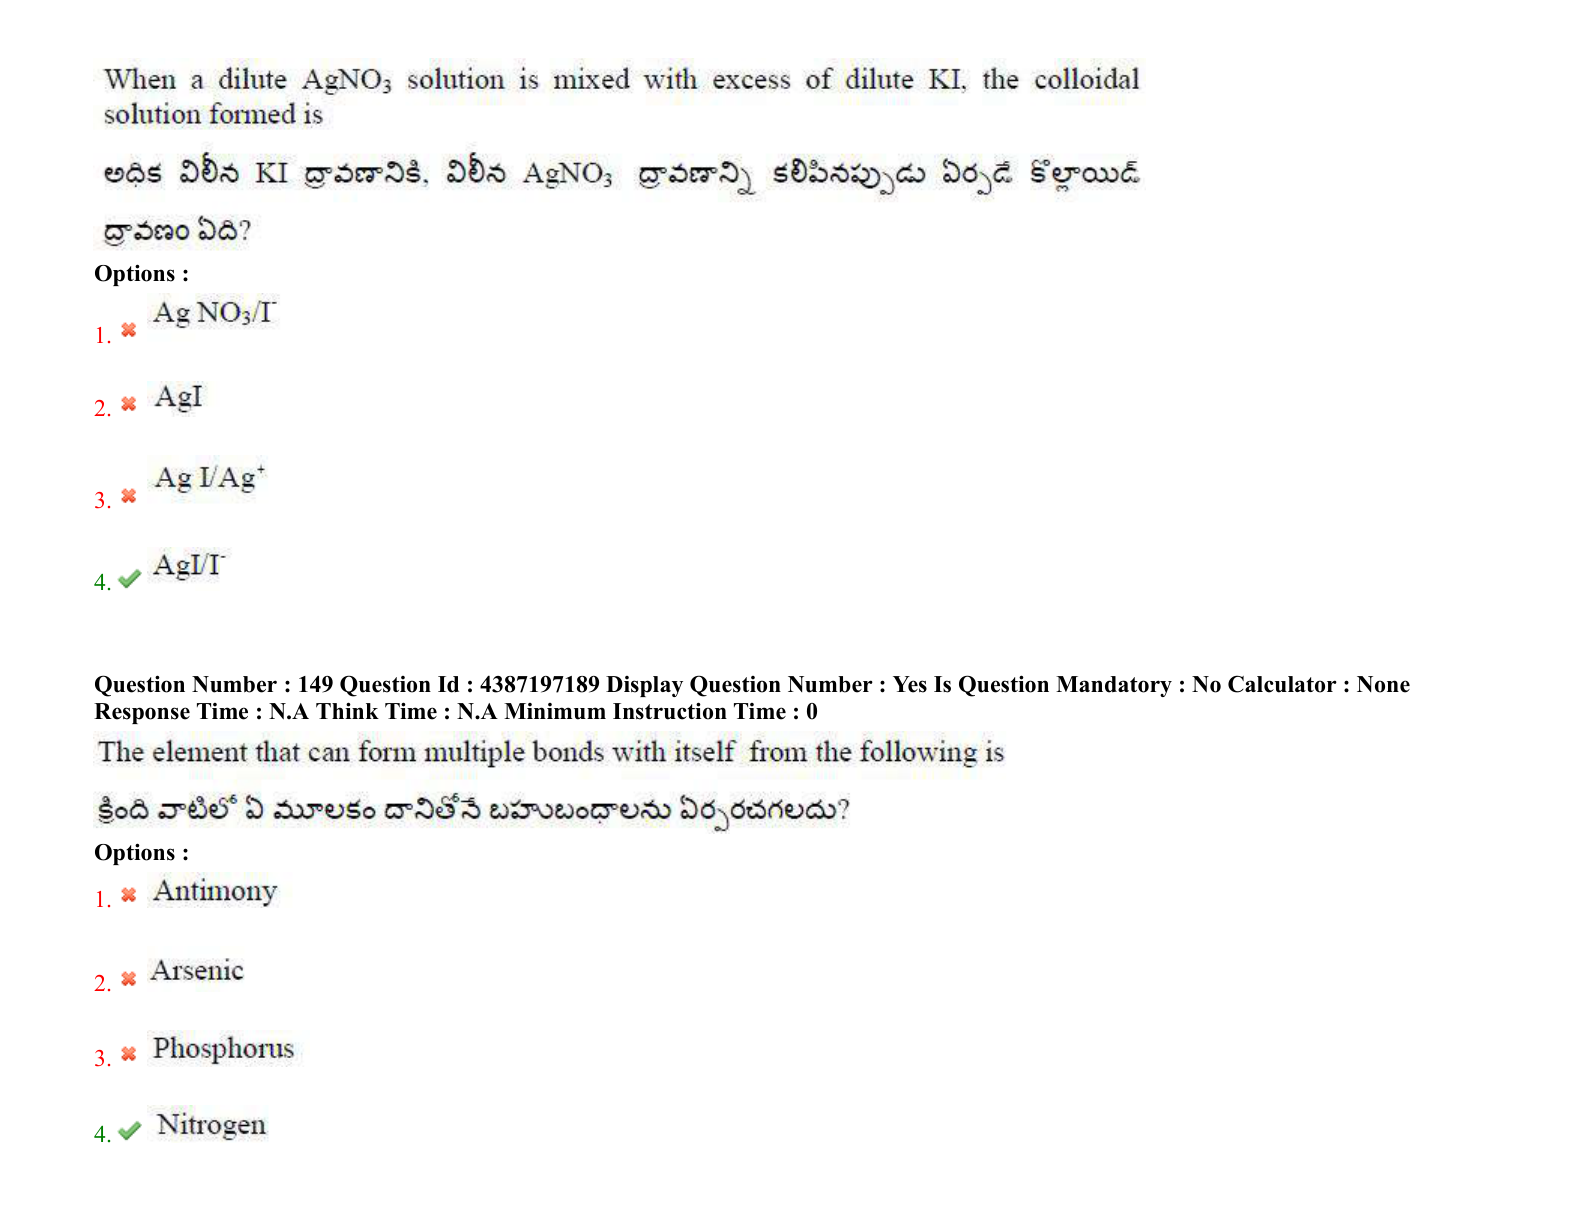 When a dilute AgNO₃ solution is mixed with excess of dilute KI, the colloidal
solution formed is
అధిక విలీన KI ద్రావణానికి, విలీన AgNO₃ ద్రావణాన్ని కలిపినప్పుడు ఏర్పడే కొల్లాయిడ్
ద్రావణం ఏది?
Options :
1. Ag NO₃/I⁻
2. AgI
3. Ag I/Ag⁺
4. AgI/I⁻
Question Number : 149 Question Id : 4387197189 Display Question Number : Yes Is Question Mandatory : No Calculator : None
Response Time : N.A Think Time : N.A Minimum Instruction Time : 0
The element that can form multiple bonds with itself from the following is
క్రింది వాటిలో ఏ మూలకం దానితోనే బహుబంధాలను ఏర్పరచగలదు?
Options :
1. Antimony
2. Arsenic
3. Phosphorus
4. Nitrogen